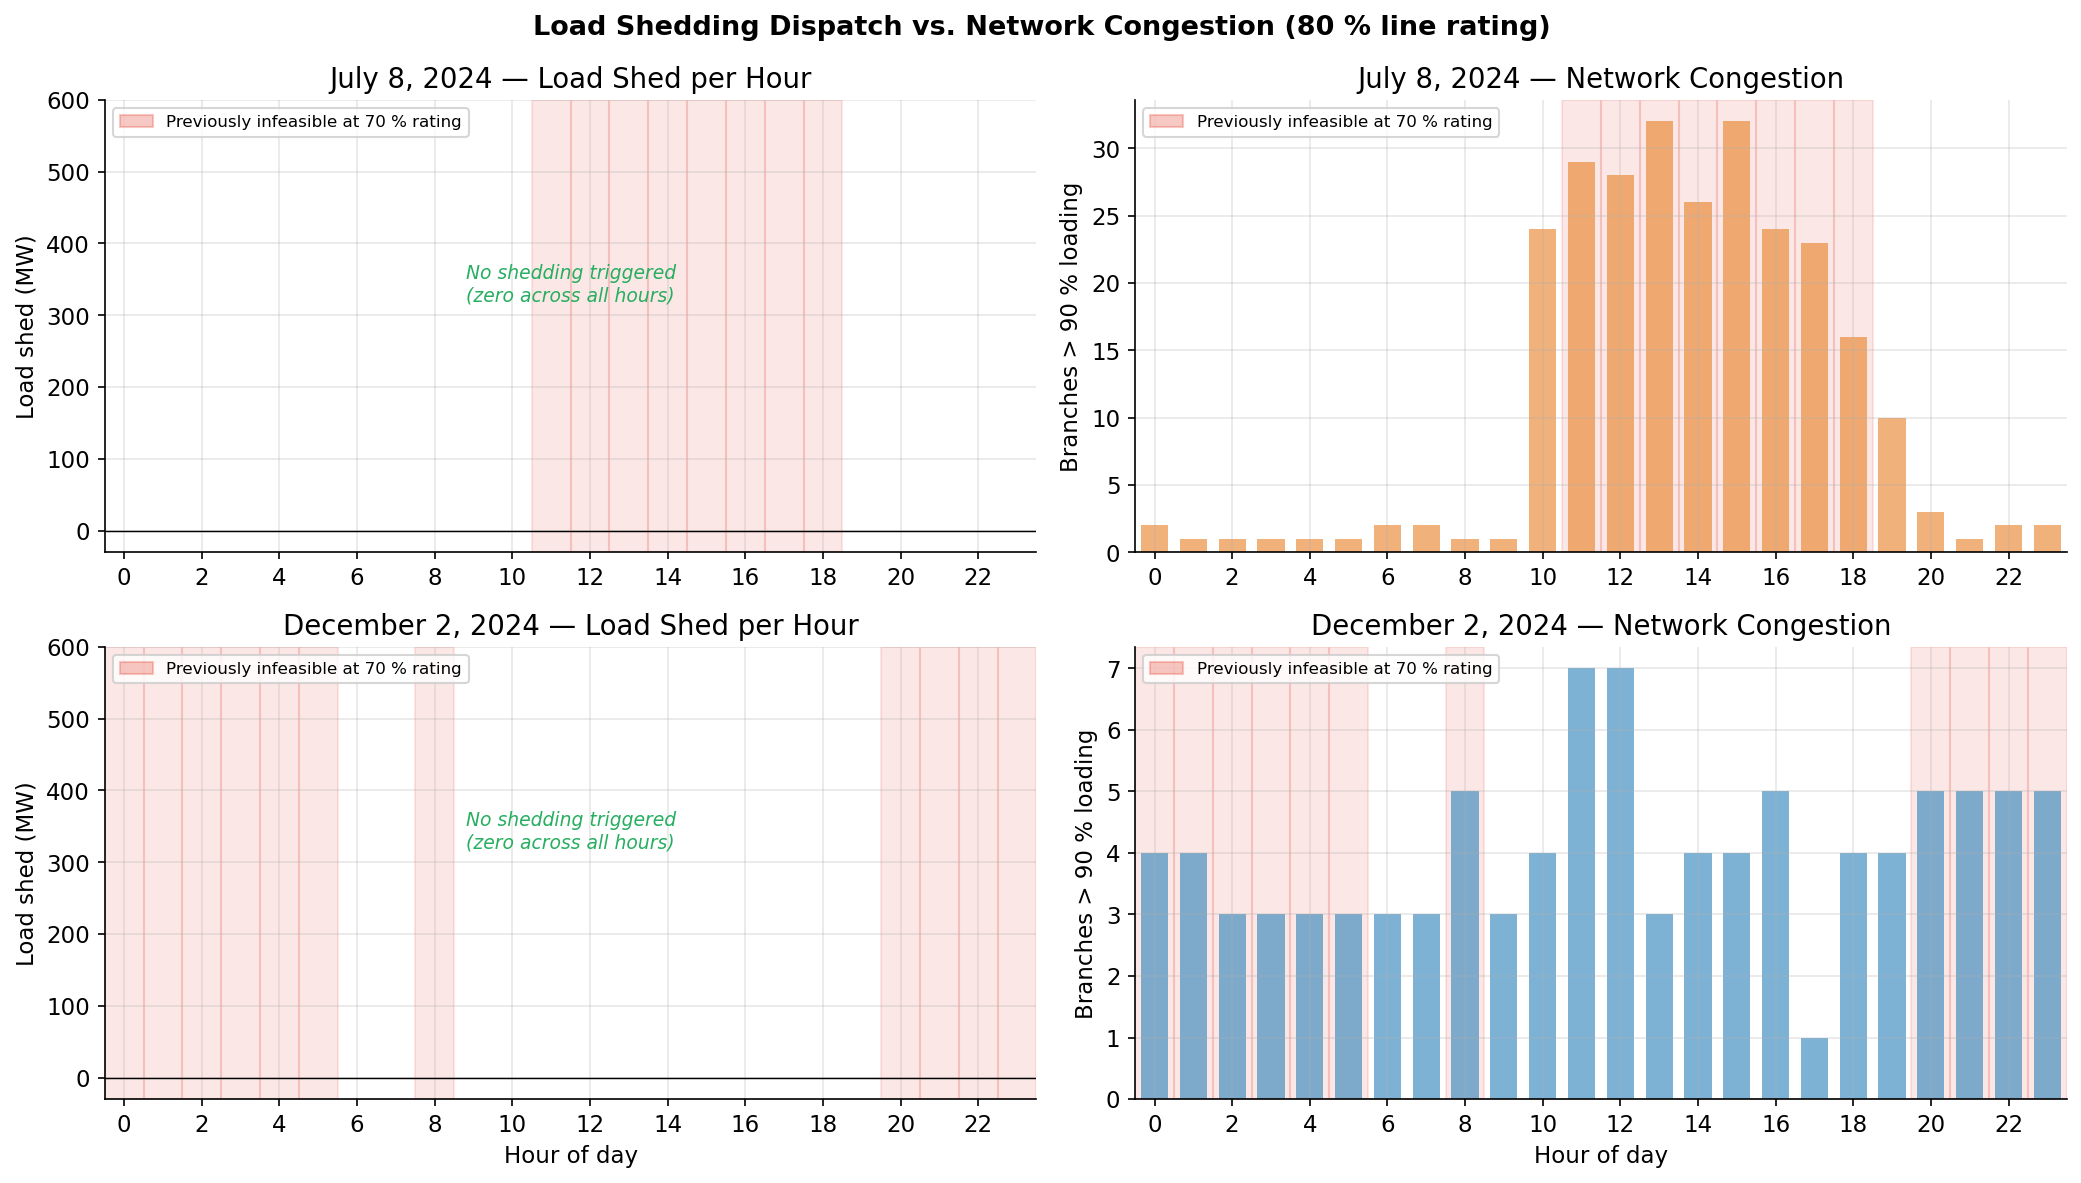 Load Shedding Dispatch vs. Network Congestion (80 % line rating)
July 8, 2024 — Load Shed per Hour
Previously infeasible at 70 % rating
Load shed (MW)
600
500
400
300
200
100
0
No shedding triggered
(zero across all hours)
0 2 4 6 8 10 12 14 16 18 20 22
July 8, 2024 — Network Congestion
Previously infeasible at 70 % rating
Branches > 90 % loading
30
25
20
15
10
5
0
0 2 4 6 8 10 12 14 16 18 20 22
December 2, 2024 — Load Shed per Hour
Previously infeasible at 70 % rating
Load shed (MW)
600
500
400
300
200
100
0
No shedding triggered
(zero across all hours)
0 2 4 6 8 10 12 14 16 18 20 22
Hour of day
December 2, 2024 — Network Congestion
Previously infeasible at 70 % rating
Branches > 90 % loading
7
6
5
4
3
2
1
0
0 2 4 6 8 10 12 14 16 18 20 22
Hour of day